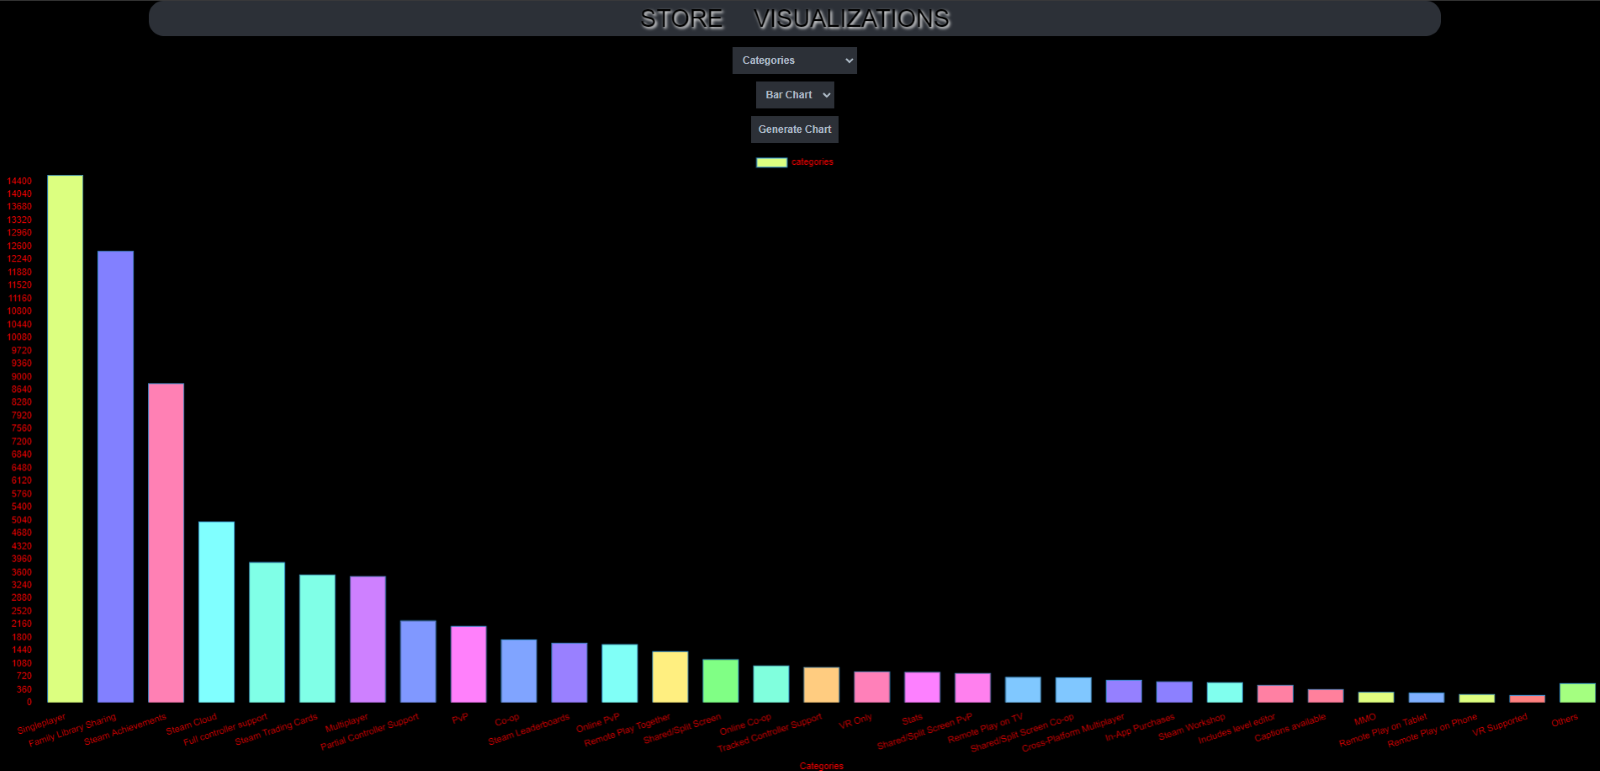 STORE VISUALIZATIONS
Categories
Bar Chart
Generate Chart
categories
14400
14040
13680
13320
12960
12600
12240
11880
11520
11160
10800
10440
10080
9720
9360
9000
8640
8280
7920
7560
7200
6840
6480
6120
5760
5400
5040
4680
4320
3960
3600
3240
2880
2520
2160
1800
1440
1080
720
360
0
Singleplayer
Family Library Sharing
Steam Achievements
Steam Cloud
Full controller support
Steam Trading Cards
Multiplayer
Partial Controller Support
PvP
Co-op
Steam Leaderboards
Online PvP
Remote Play Together
Shared/Split Screen
Online Co-op
Tracked Controller Support
VR Only
Stats
Shared/Split Screen PvP
Remote Play on TV
Shared/Split Screen Co-op
Cross-Platform Multiplayer
In-App Purchases
Steam Workshop
Includes level editor
Captions available
MMO
Remote Play on Tablet
Remote Play on Phone
VR Supported
Others
Categories